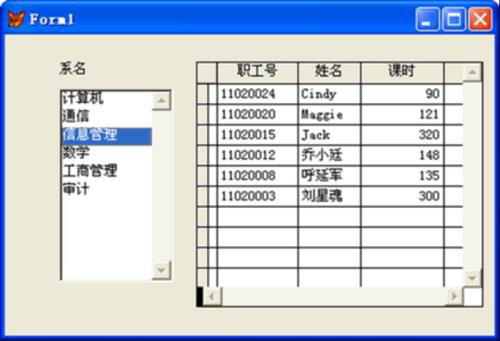 Form1
系名
计算机
通信
信息管理
数学
工商管理
审计
职工号 姓名 课时
11020024 Cindy 90
11020020 Maggie 121
11020015 Jack 320
11020012 乔小廷 148
11020008 呼延军 135
11020003 刘星魂 300